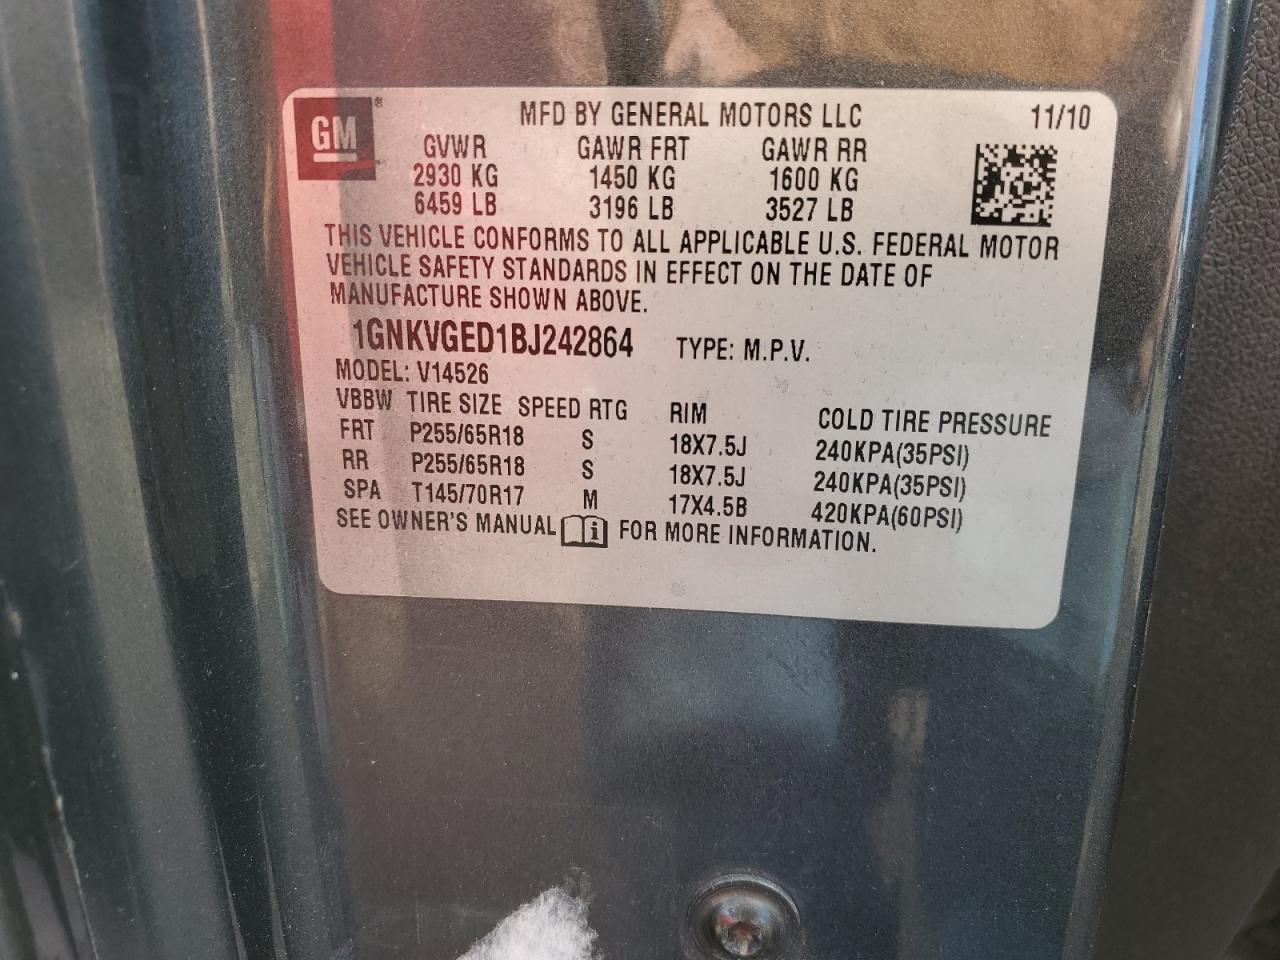 GM ® MFD BY GENERAL MOTORS LLC 11/10
GVWR GAWR FRT GAWR RR
2930 KG 1450 KG 1600 KG
6459 LB 3196 LB 3527 LB
THIS VEHICLE CONFORMS TO ALL APPLICABLE U.S. FEDERAL MOTOR
VEHICLE SAFETY STANDARDS IN EFFECT ON THE DATE OF
MANUFACTURE SHOWN ABOVE.
1GNKVGED1BJ242864 TYPE: M.P.V.
MODEL: V14526
VBBW TIRE SIZE SPEED RTG RIM COLD TIRE PRESSURE
FRT P255/65R18 S 18X7.5J 240KPA(35PSI)
RR P255/65R18 S 18X7.5J 240KPA(35PSI)
SPA T145/70R17 M 17X4.5B 420KPA(60PSI)
SEE OWNER'S MANUAL i FOR MORE INFORMATION.